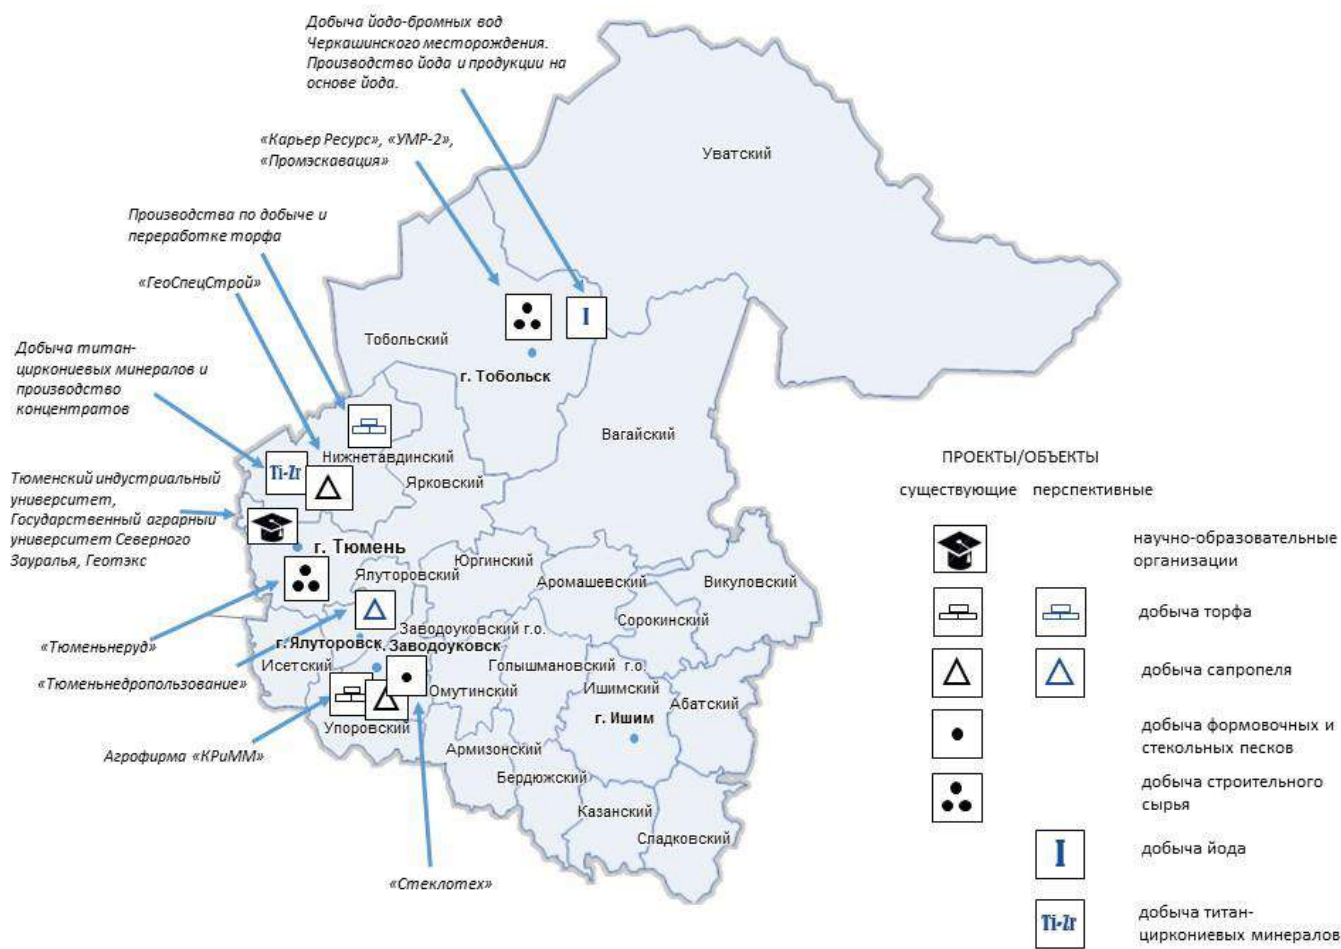 Добыча йодо-бромных вод
Черкашинского месторождения.
Производство йода и продукции на
основе йода.
«Карьер Ресурс», «УМР-2»,
«Промэскавация»
Производства по добыче и
переработке торфа
«ГеоСпецСтрой»
Добыча титан-
циркониевых минералов и
производство
концентратов
Тюменский индустриальный
университет,
Государственный аграрный
университет Северного
Зауралья, Геотэкс
«Тюменьнеруд»
«Тюменьнедропользование»
Агрофирма «КРиММ»
«Стеклотех»
Уватский
Тобольский
I
г. Тобольск
Вагайский
Нижнетавдинский
Ti-Zr
Ярковский
г. Тюмень
Ялуторовский
Юргинский
Аромашевский
Викуловский
Сорокинский
Заводоуковский г.о.
г. Ялуторовск
. Заводоуковск
Исетский
Голышмановский г.о.
Омутинский
Ишимский
Абатский
г. Ишим
Упоровский
Армизонский
Бердюжский
Казанский
Сладковский
ПРОЕКТЫ/ОБЪЕКТЫ
существующие перспективные
научно-образовательные
организации
добыча торфа
добыча сапропеля
добыча формовочных и
стекольных песков
добыча строительного
сырья
I
добыча йода
Ti-Zr
добыча титан-
циркониевых минералов